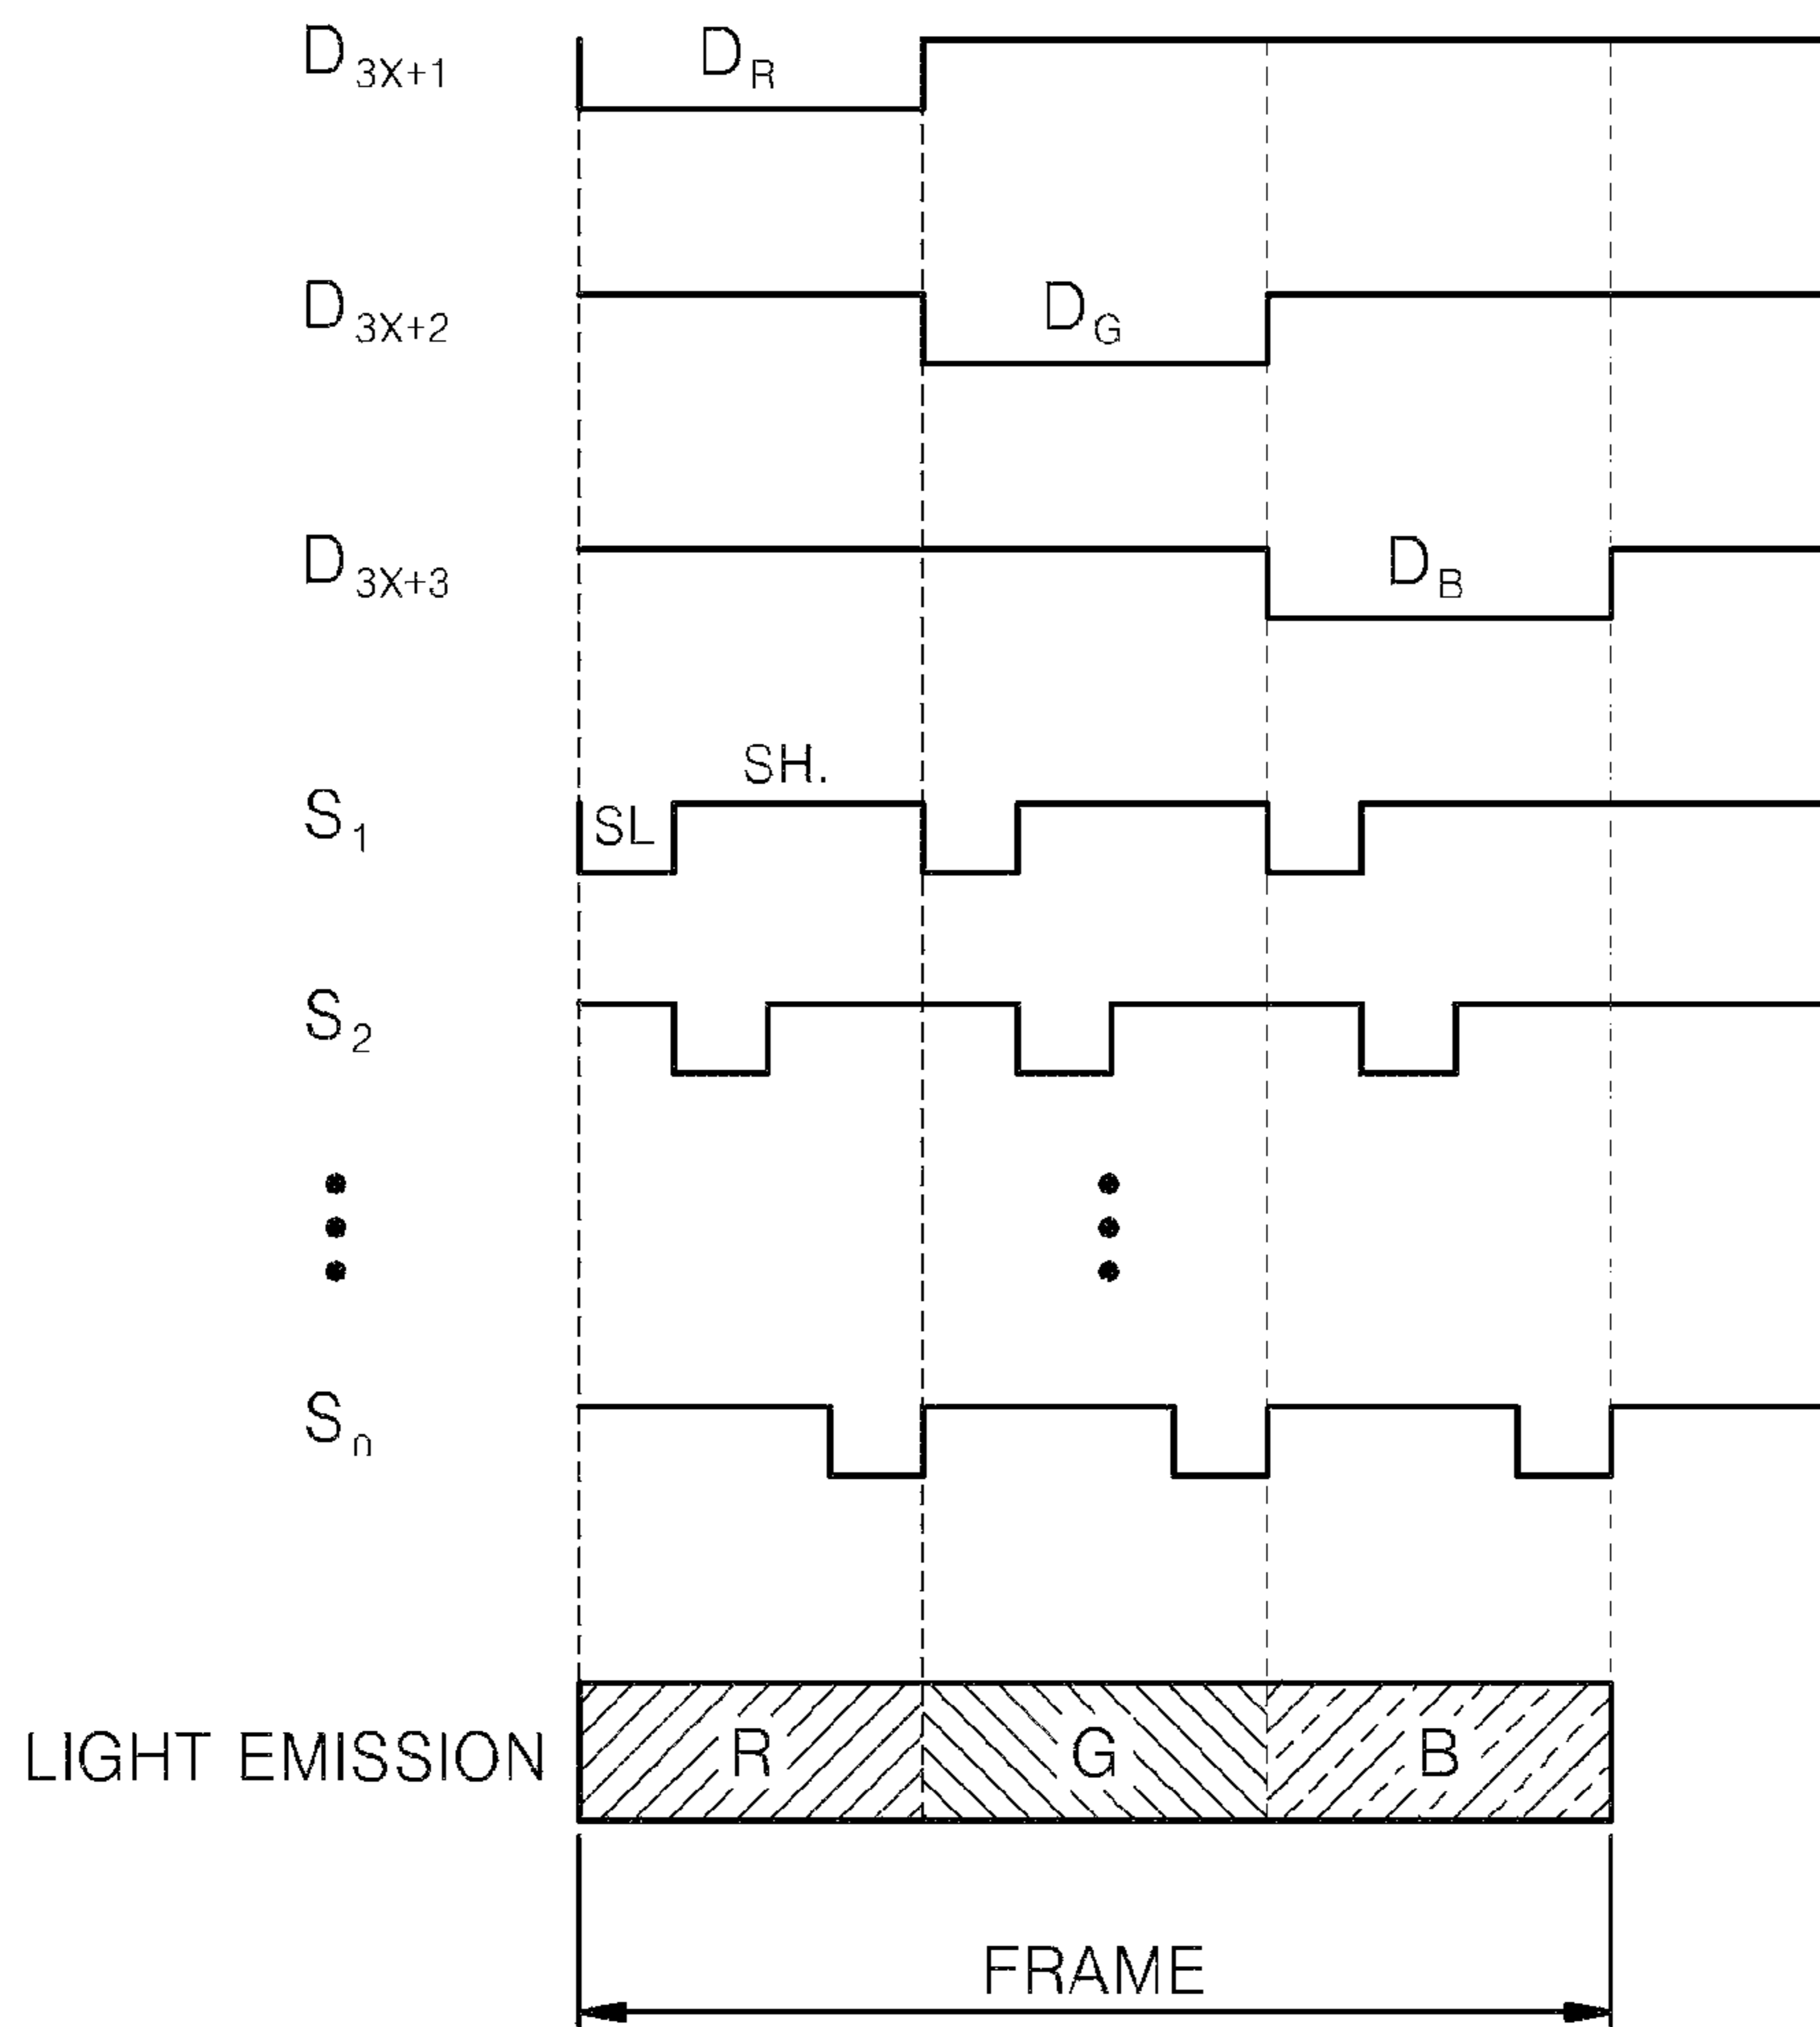 D3X+1 DR
D3X+2 DG
D3X+3 DB
SH.
S1 SL
S2
Sn
LIGHT EMISSION R G B
FRAME